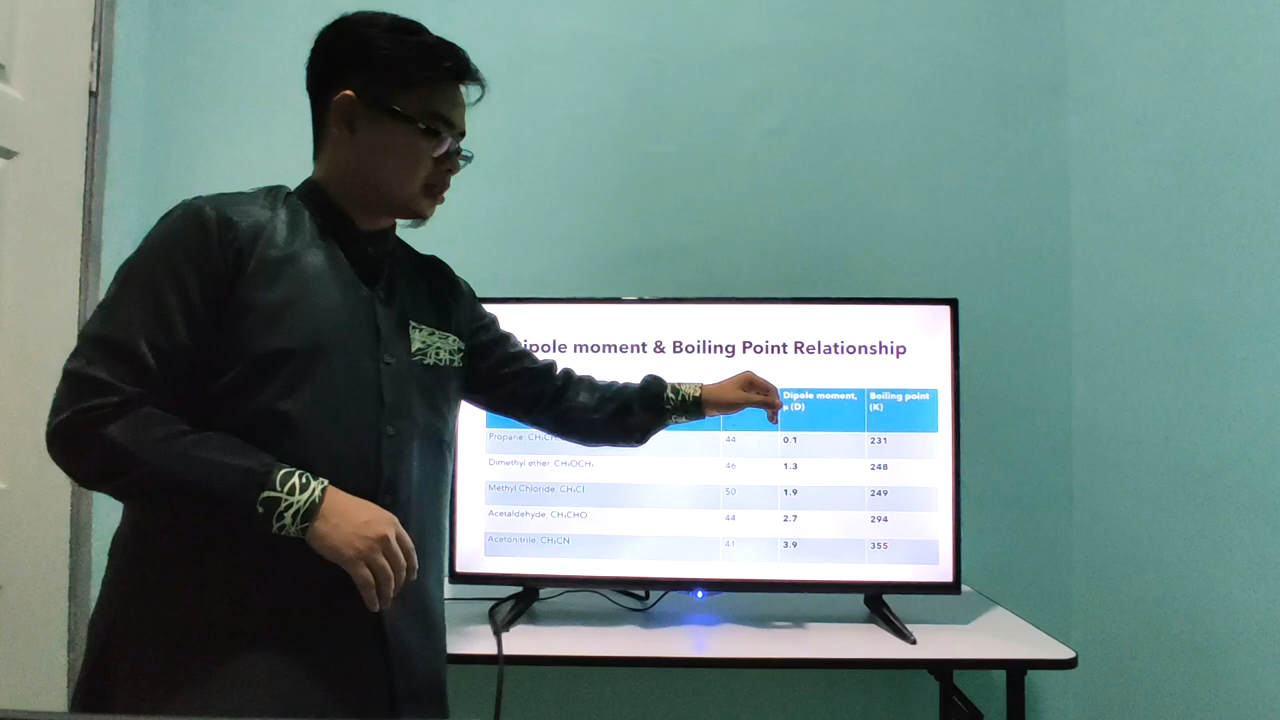 ipole moment & Boiling Point Relationship
Dipole moment, Boiling point
μ (D) (K)
Propane, CH₃CH 44 0.1 231
Dimethyl ether, CH₃OCH₃ 46 1.3 248
Methyl Chloride, CH₃Cl 50 1.9 249
Acetaldehyde, CH₃CHO 44 2.7 294
Acetonitrile, CH₃CN 41 3.9 355